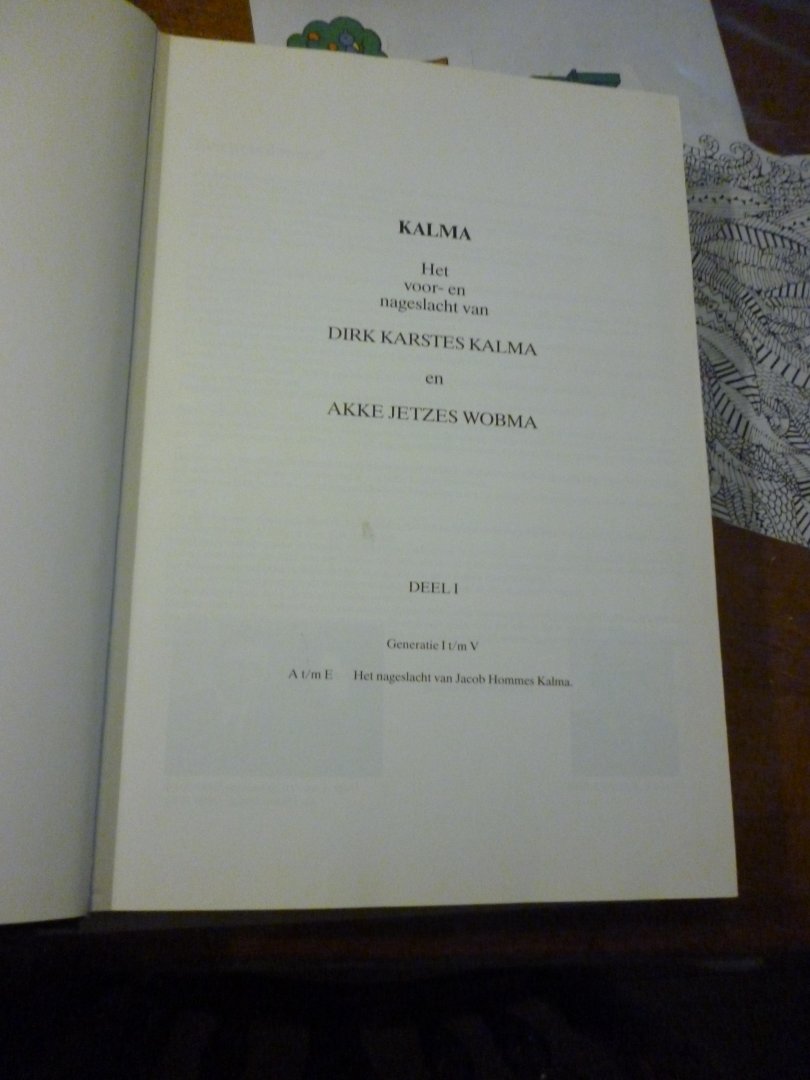 KALMA
Het
voor- en
nageslacht van
DIRK KARSTES KALMA
en
AKKE JETZES WOBMA
DEEL I
Generatie I t/m V
A t/m E Het nageslacht van Jacob Hommes Kalma.